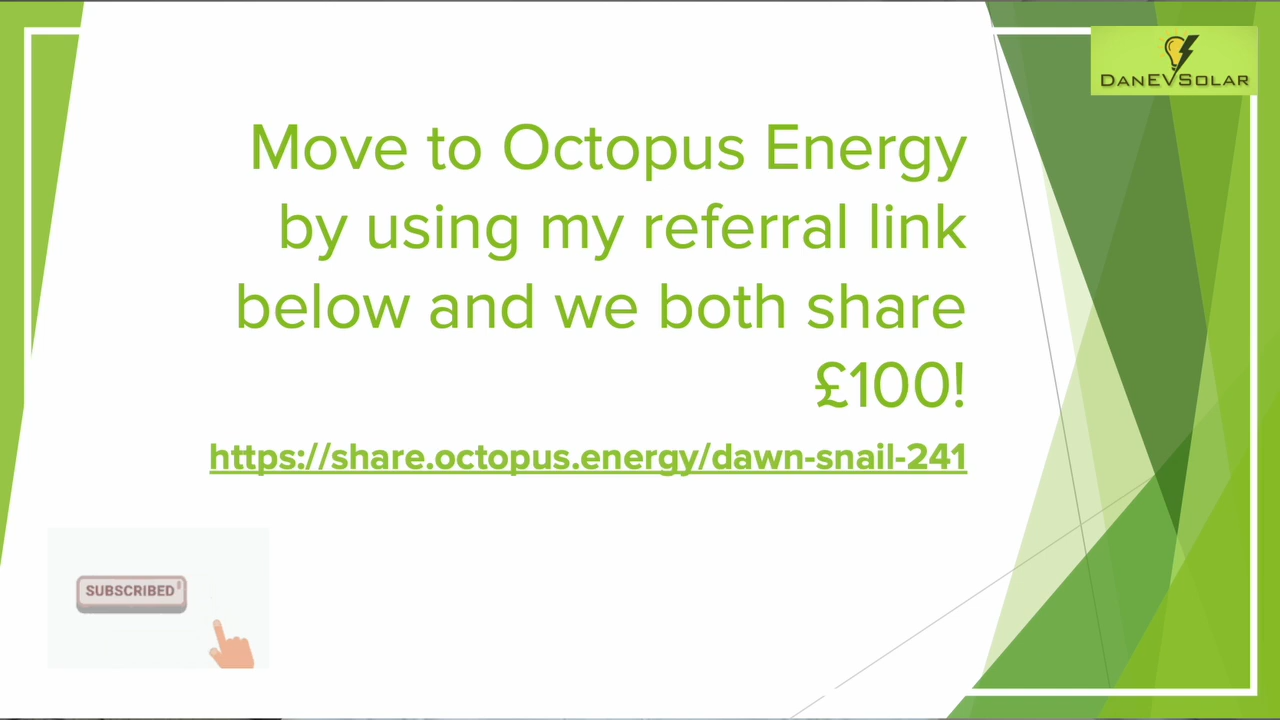 DanEVSolar
Move to Octopus Energy
by using my referral link
below and we both share
£100!
https://share.octopus.energy/dawn-snail-241
SUBSCRIBED